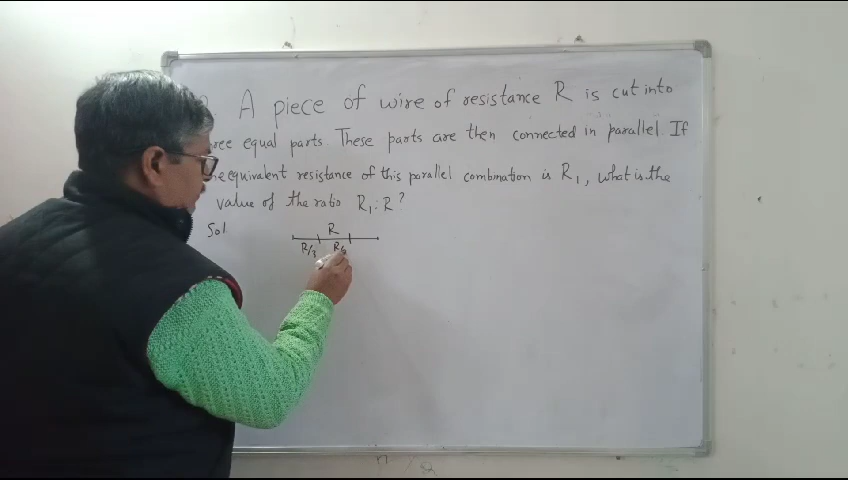 A piece of wire of resistance R is cut into
equal parts These parts are then connected in parallel If
equivalent resistance of this parallel combination is R₁, what is the
value of the ratio R₁:R?
Sol
R
R/3 R/3